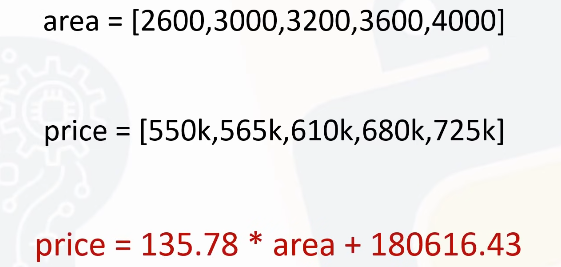 area = [2600,3000,3200,3600,4000]
price = [550k,565k,610k,680k,725k]
price = 135.78 * area + 180616.43